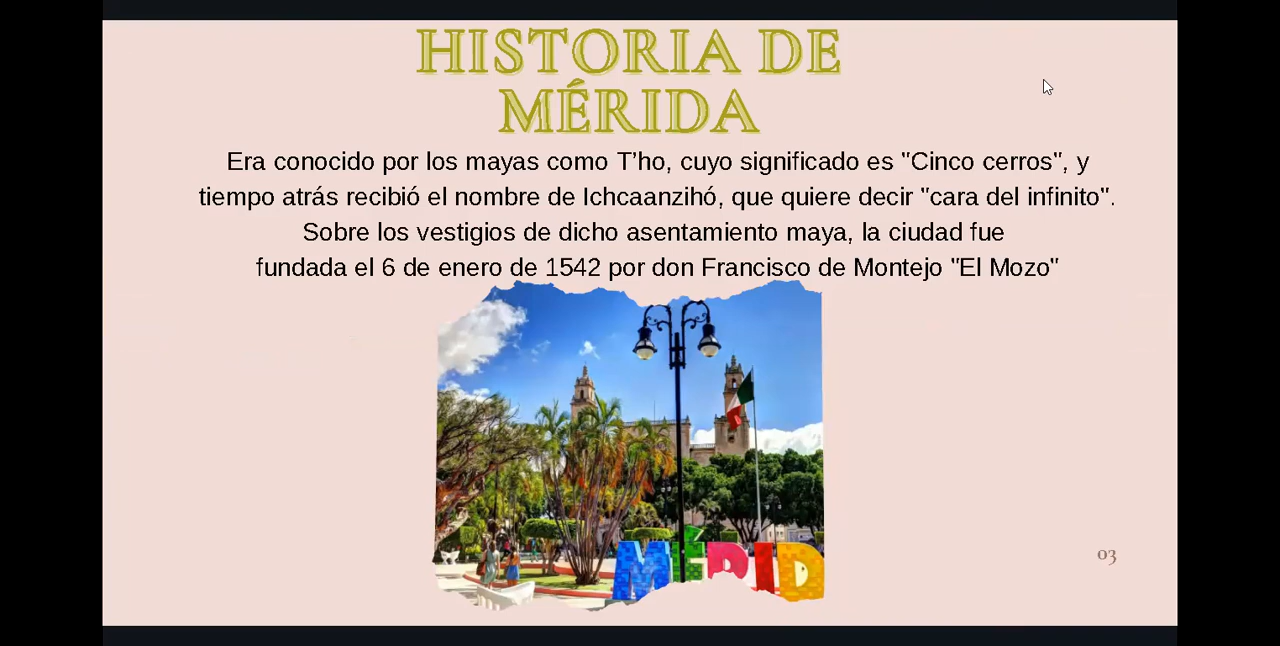 HISTORIA DE
MÉRIDA
Era conocido por los mayas como T’ho, cuyo significado es "Cinco cerros", y
tiempo atrás recibió el nombre de Ichcaanzihó, que quiere decir "cara del infinito".
Sobre los vestigios de dicho asentamiento maya, la ciudad fue
fundada el 6 de enero de 1542 por don Francisco de Montejo "El Mozo"
MÉRID
03